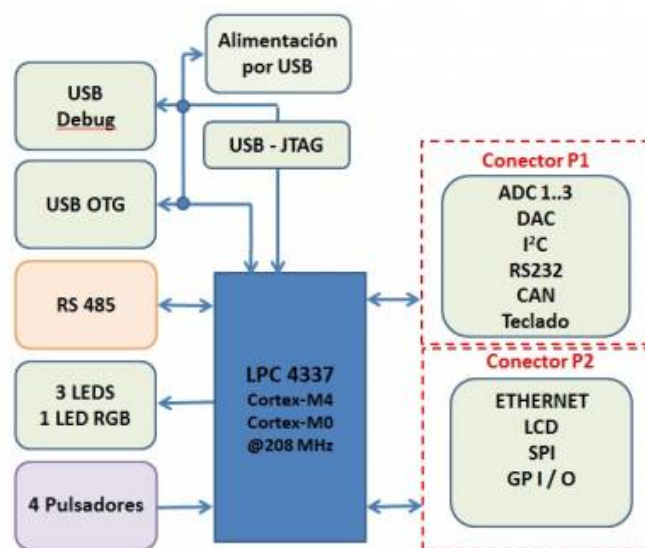 Alimentación
por USB
USB
Debug
USB - JTAG
USB OTG
RS 485
3 LEDS
1 LED RGB
4 Pulsadores
LPC 4337
Cortex-M4
Cortex-M0
@208 MHz
Conector P1
ADC 1..3
DAC
I²C
RS232
CAN
Teclado
Conector P2
ETHERNET
LCD
SPI
GP I / O